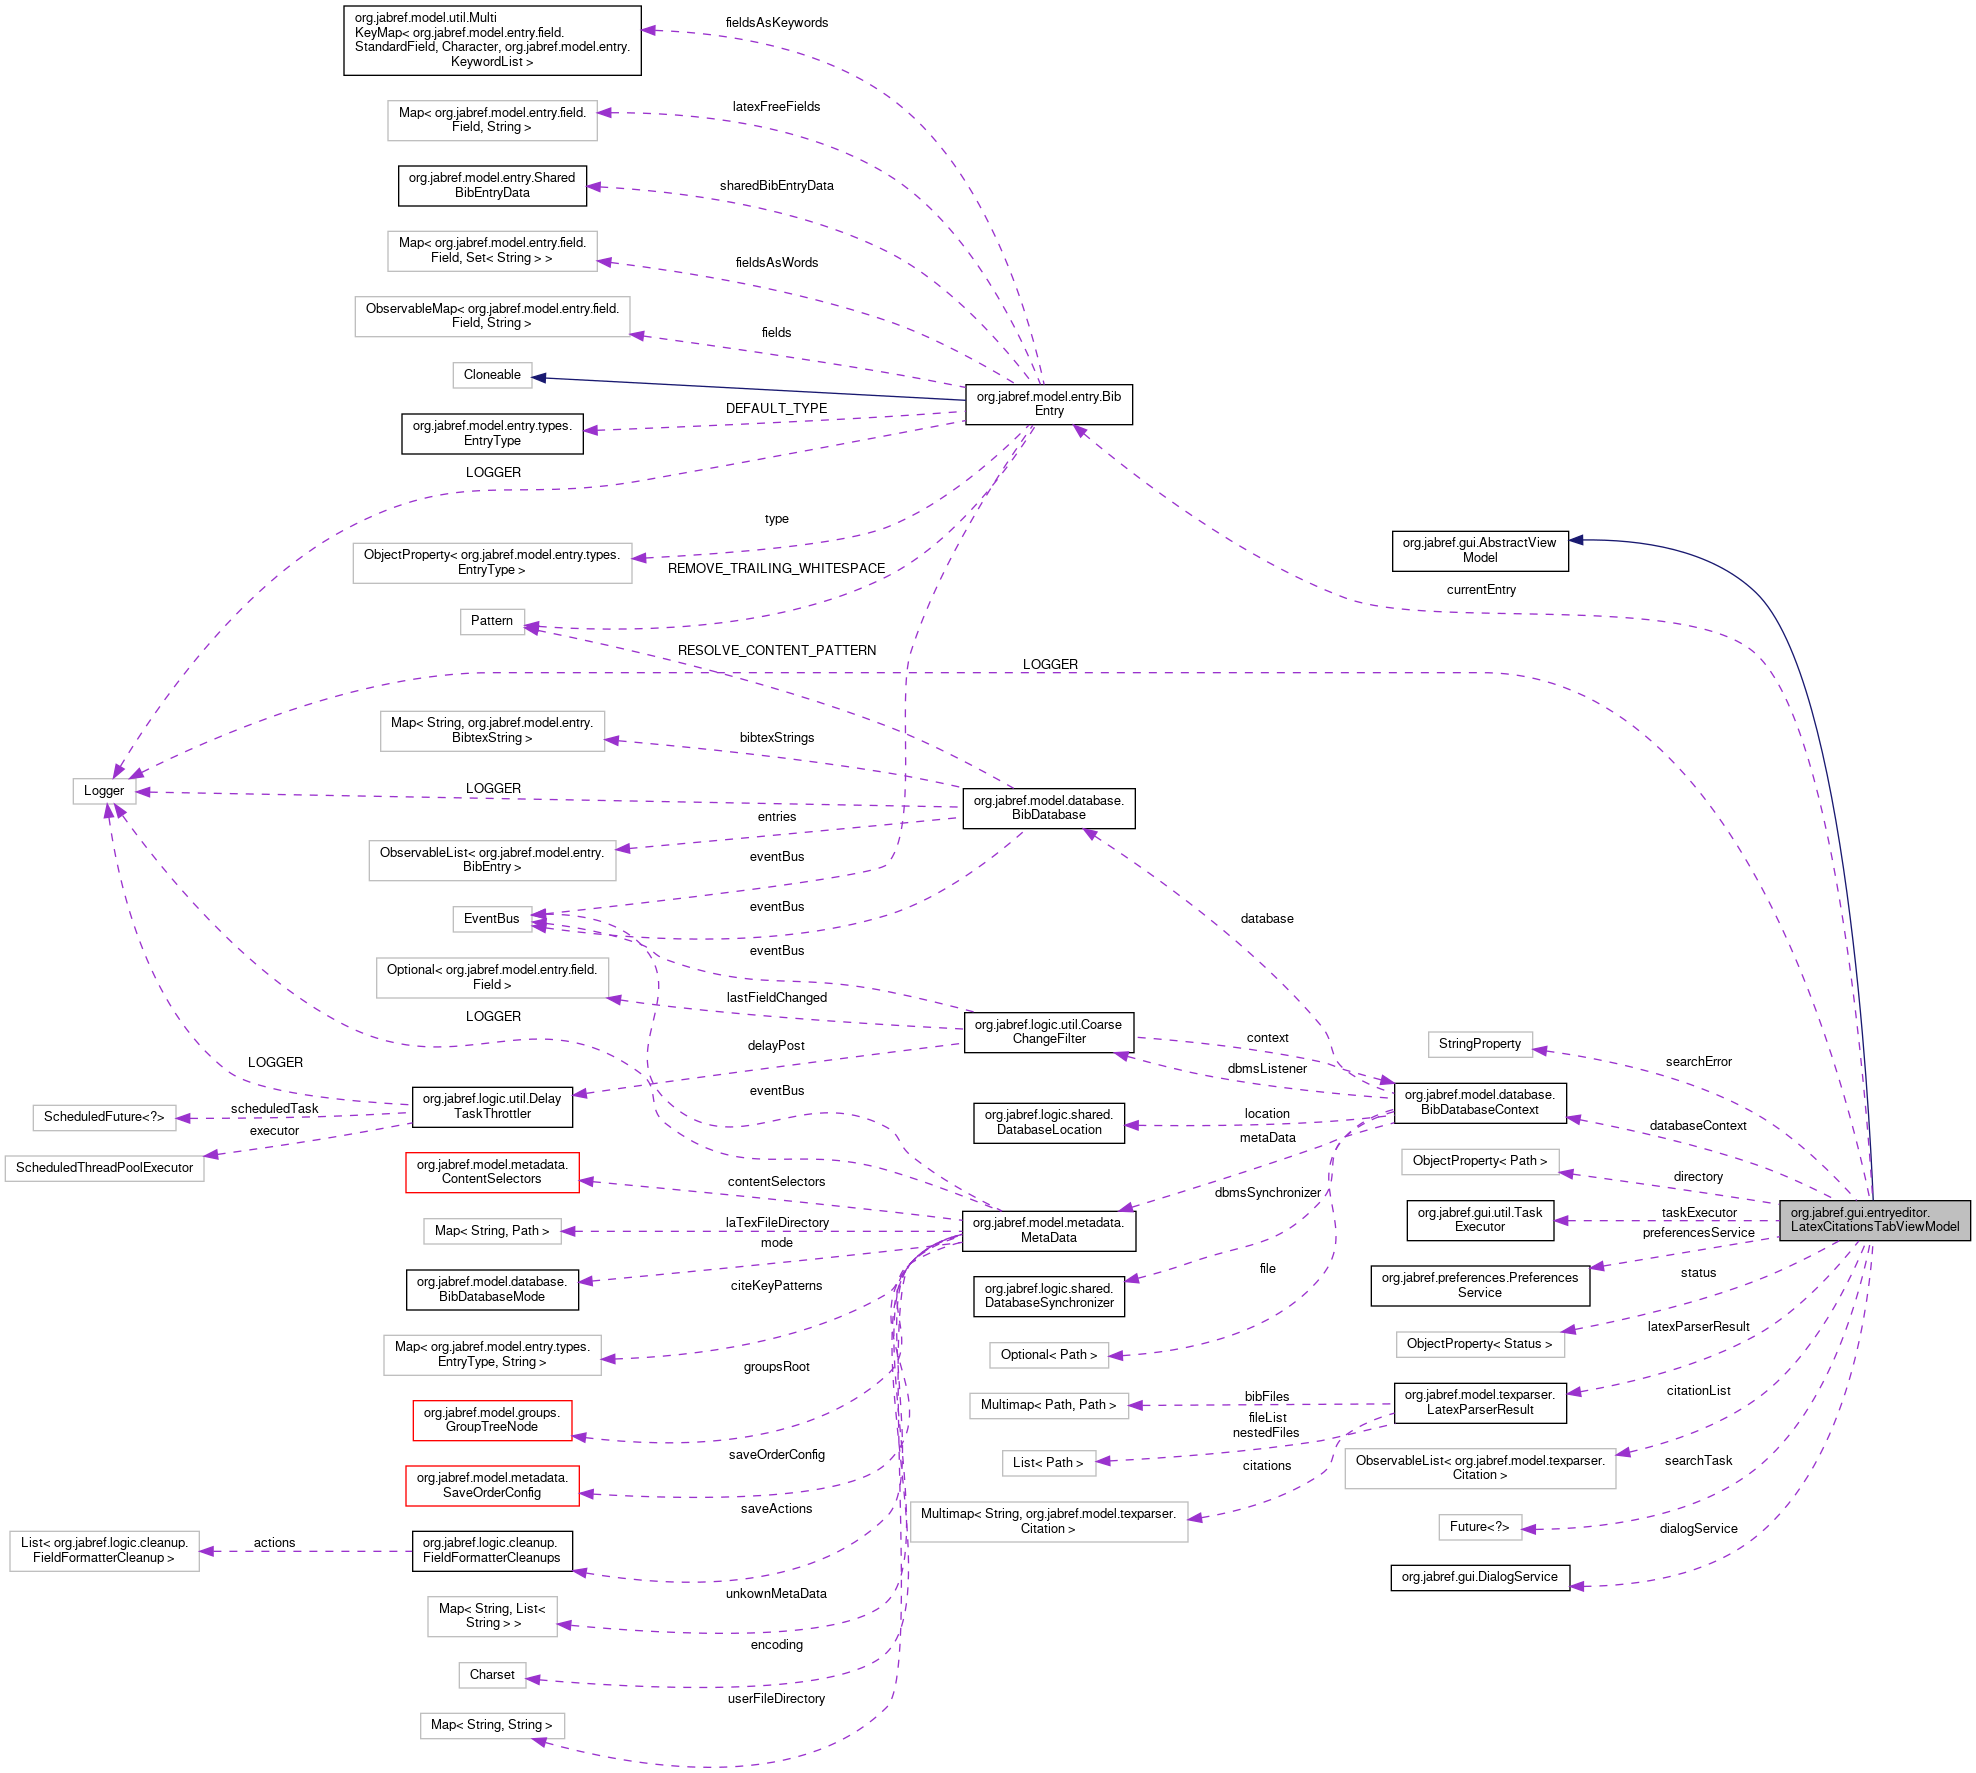 org.jabref.model.util.Multi
KeyMap< org.jabref.model.entry.field.
StandardField, Character, org.jabref.model.entry.
KeywordList >
fieldsAsKeywords
Map< org.jabref.model.entry.field.
Field, String >
latexFreeFields
org.jabref.model.entry.Shared
BibEntryData
sharedBibEntryData
Map< org.jabref.model.entry.field.
Field, Set< String > >
fieldsAsWords
ObservableMap< org.jabref.model.entry.field.
Field, String >
fields
Cloneable
org.jabref.model.entry.Bib
Entry
org.jabref.model.entry.types.
EntryType
DEFAULT_TYPE
LOGGER
type
ObjectProperty< org.jabref.model.entry.types.
EntryType >
REMOVE_TRAILING_WHITESPACE
Pattern
org.jabref.gui.AbstractView
Model
currentEntry
RESOLVE_CONTENT_PATTERN
LOGGER
Map< String, org.jabref.model.entry.
BibtexString >
bibtexStrings
Logger
LOGGER
org.jabref.model.database.
BibDatabase
entries
ObservableList< org.jabref.model.entry.
BibEntry >
eventBus
EventBus
eventBus
database
eventBus
Optional< org.jabref.model.entry.field.
Field >
lastFieldChanged
LOGGER
org.jabref.logic.util.Coarse
ChangeFilter
context
StringProperty
searchError
delayPost
LOGGER
dbmsListener
eventBus
org.jabref.logic.util.Delay
TaskThrottler
org.jabref.model.database.
BibDatabaseContext
ScheduledFuture<?>
scheduledTask
executor
org.jabref.logic.shared.
DatabaseLocation
location
metaData
databaseContext
ScheduledThreadPoolExecutor
org.jabref.model.metadata.
ContentSelectors
contentSelectors
ObjectProperty< Path >
directory
dbmsSynchronizer
Map< String, Path >
laTexFileDirectory
mode
org.jabref.model.metadata.
MetaData
org.jabref.gui.util.Task
Executor
taskExecutor
preferencesService
org.jabref.gui.entryeditor.
LatexCitationsTabViewModel
org.jabref.model.database.
BibDatabaseMode
citeKeyPatterns
org.jabref.logic.shared.
DatabaseSynchronizer
file
org.jabref.preferences.Preferences
Service
status
Map< org.jabref.model.entry.types.
EntryType, String >
groupsRoot
Optional< Path >
ObjectProperty< Status >
latexParserResult
org.jabref.model.groups.
GroupTreeNode
Multimap< Path, Path >
bibFiles
org.jabref.model.texparser.
LatexParserResult
citationList
fileList
nestedFiles
saveOrderConfig
List< Path >
citations
ObservableList< org.jabref.model.texparser.
Citation >
searchTask
org.jabref.model.metadata.
SaveOrderConfig
saveActions
Multimap< String, org.jabref.model.texparser.
Citation >
Future<?>
dialogService
List< org.jabref.logic.cleanup.
FieldFormatterCleanup >
actions
org.jabref.logic.cleanup.
FieldFormatterCleanups
org.jabref.gui.DialogService
unkownMetaData
Map< String, List<
String > >
encoding
Charset
userFileDirectory
Map< String, String >